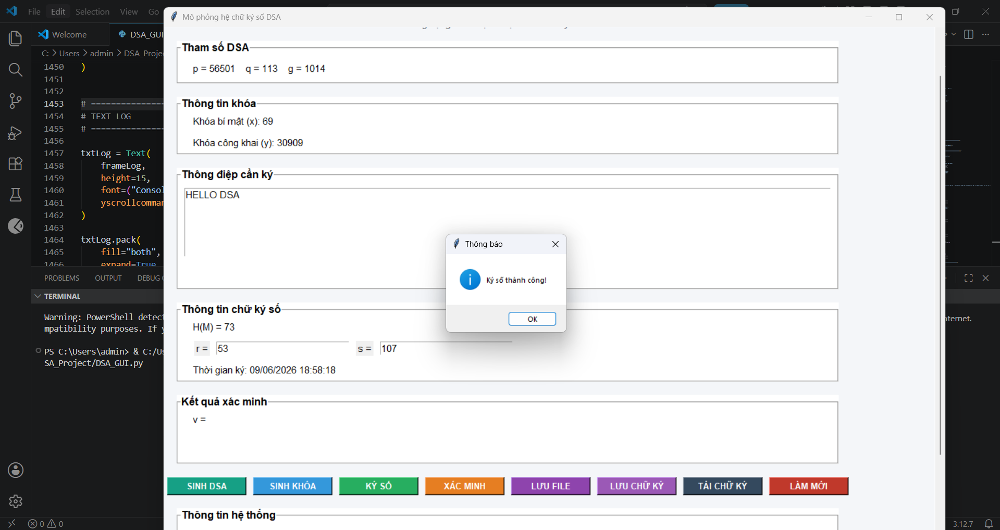 File Edit Selection View Go
Mô phỏng hệ chữ ký số DSA
Welcome
DSA_GUI
C: > Users > admin > DSA_Proje
1450 )
1451
1452
1453 # ===============
1454 # TEXT LOG
1455 # ===============
1456
1457 txtLog = Text(
1458 frameLog,
1459 height=15,
1460 font=("Consol
1461 yscrollcomman
1462 )
1463
1464 txtLog.pack(
1465 fill="both",
1466 expand=True
PROBLEMS OUTPUT DEBUG
TERMINAL
Warning: PowerShell detect
mpatibility purposes. If y
nternet.
PS C:\Users\admin> & C:/Us
SA_Project/DSA_GUI.py
Tham số DSA
p = 56501 q = 113 g = 1014
Thông tin khóa
Khóa bí mật (x): 69
Khóa công khai (y): 30909
Thông điệp cần ký
HELLO DSA
Thông báo
Ký số thành công!
OK
Thông tin chữ ký số
H(M) = 73
r = 53 s = 107
Thời gian ký: 09/06/2026 18:58:18
Kết quả xác minh
v =
SINH DSA SINH KHÓA KÝ SỐ XÁC MINH LƯU FILE LƯU CHỮ KÝ TẢI CHỮ KÝ LÀM MỚI
Thông tin hệ thống
0 0
3.12.7